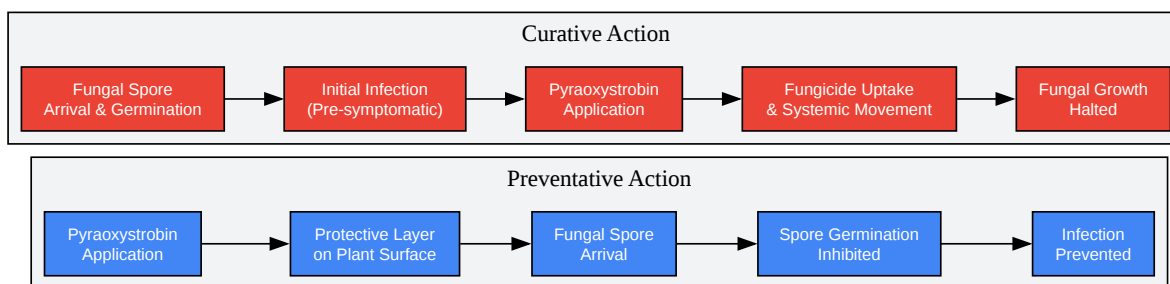 Curative Action
Fungal Spore
Arrival & Germination
Initial Infection
(Pre-symptomatic)
Pyraoxystrobin
Application
Fungicide Uptake
& Systemic Movement
Fungal Growth
Halted
Preventative Action
Pyraoxystrobin
Application
Protective Layer
on Plant Surface
Fungal Spore
Arrival
Spore Germination
Inhibited
Infection
Prevented